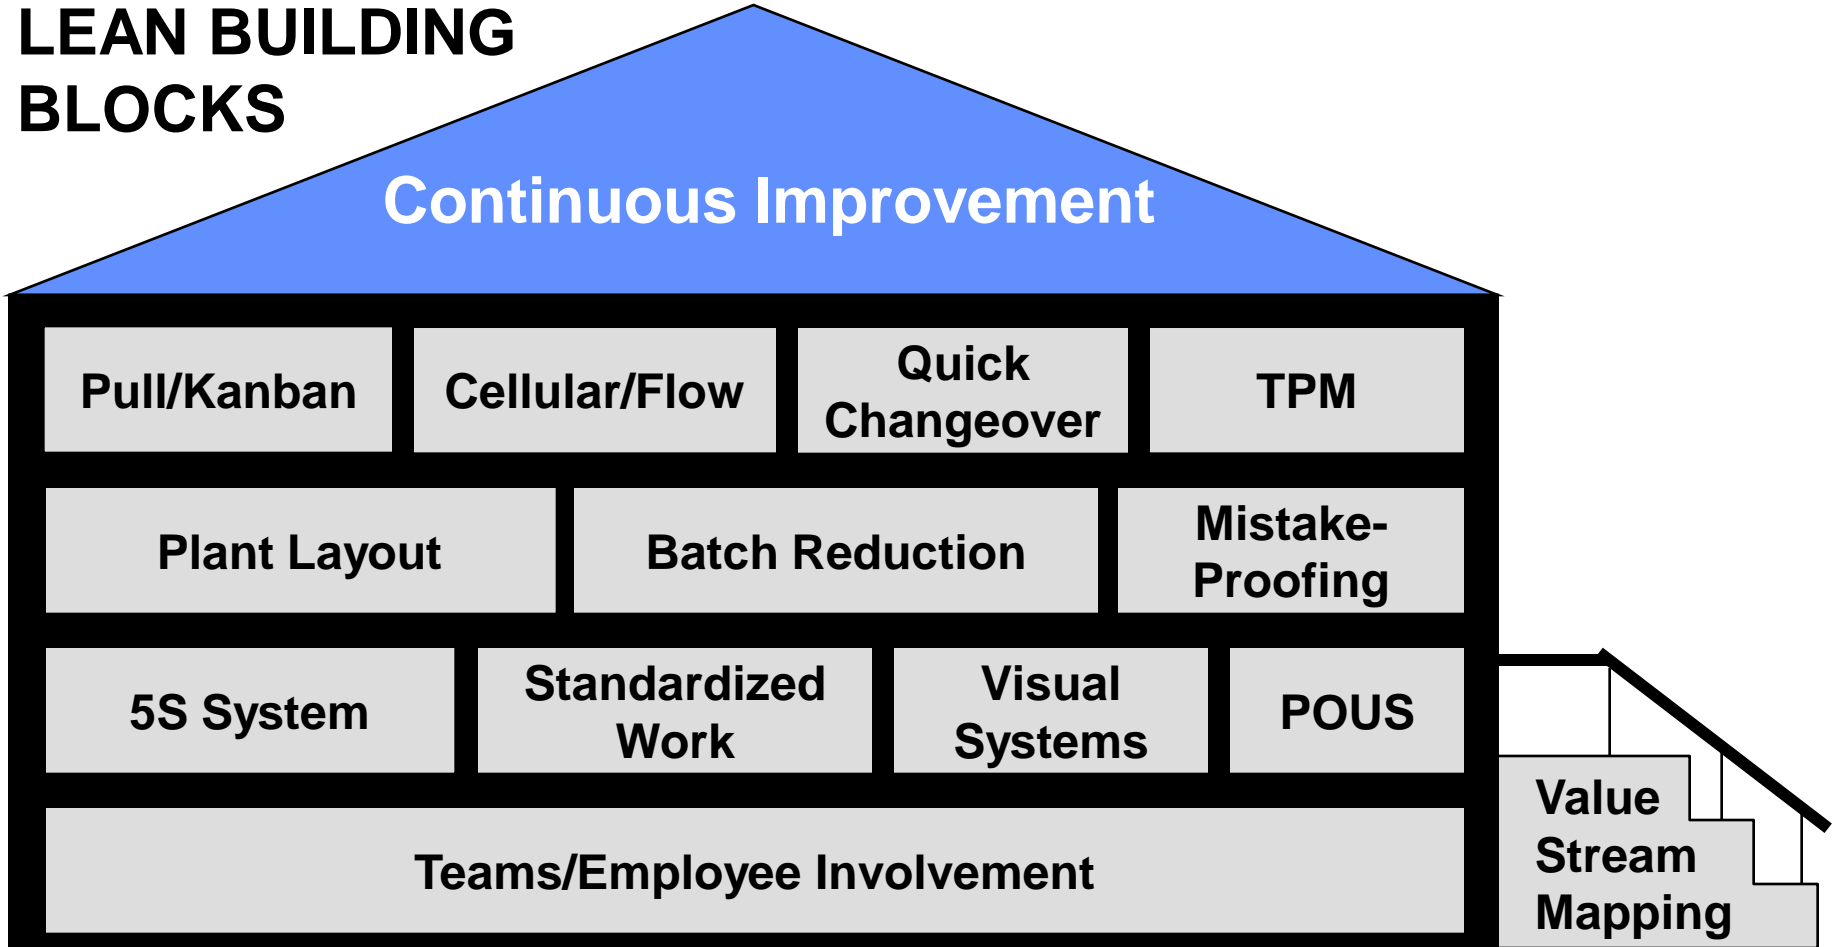 LEAN BUILDING
BLOCKS
Continuous Improvement
Pull/Kanban
Cellular/Flow
Quick
Changeover
TPM
Plant Layout
Batch Reduction
Mistake-
Proofing
5S System
Standardized
Work
Visual
Systems
POUS
Teams/Employee Involvement
Value
Stream
Mapping